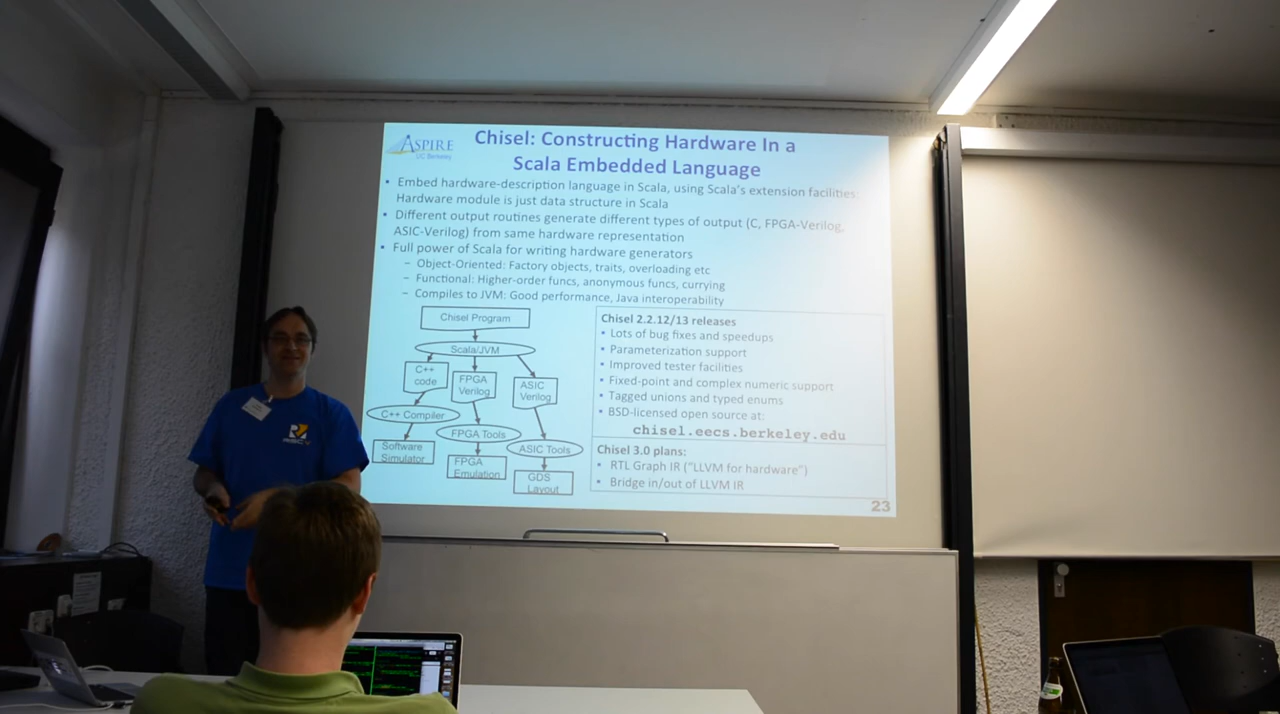 ASPIRE
UC Berkeley
Chisel: Constructing Hardware In a
Scala Embedded Language
• Embed hardware-description language in Scala, using Scala's extension facilities:
Hardware module is just data structure in Scala
• Different output routines generate different types of output (C, FPGA-Verilog,
ASIC-Verilog) from same hardware representation
• Full power of Scala for writing hardware generators
– Object-Oriented: Factory objects, traits, overloading etc
– Functional: Higher-order funcs, anonymous funcs, currying
– Compiles to JVM: Good performance, Java interoperability
Chisel Program
Scala/JVM
C++
code
FPGA
Verilog
ASIC
Verilog
C++ Compiler
FPGA Tools
ASIC Tools
Software
Simulator
FPGA
Emulation
GDS
Layout
Chisel 2.2.12/13 releases
• Lots of bug fixes and speedups
• Parameterization support
• Improved tester facilities
• Fixed-point and complex numeric support
• Tagged unions and typed enums
• BSD-licensed open source at:
chisel.eecs.berkeley.edu
Chisel 3.0 plans:
• RTL Graph IR ("LLVM for hardware")
• Bridge in/out of LLVM IR
23
RISC-V